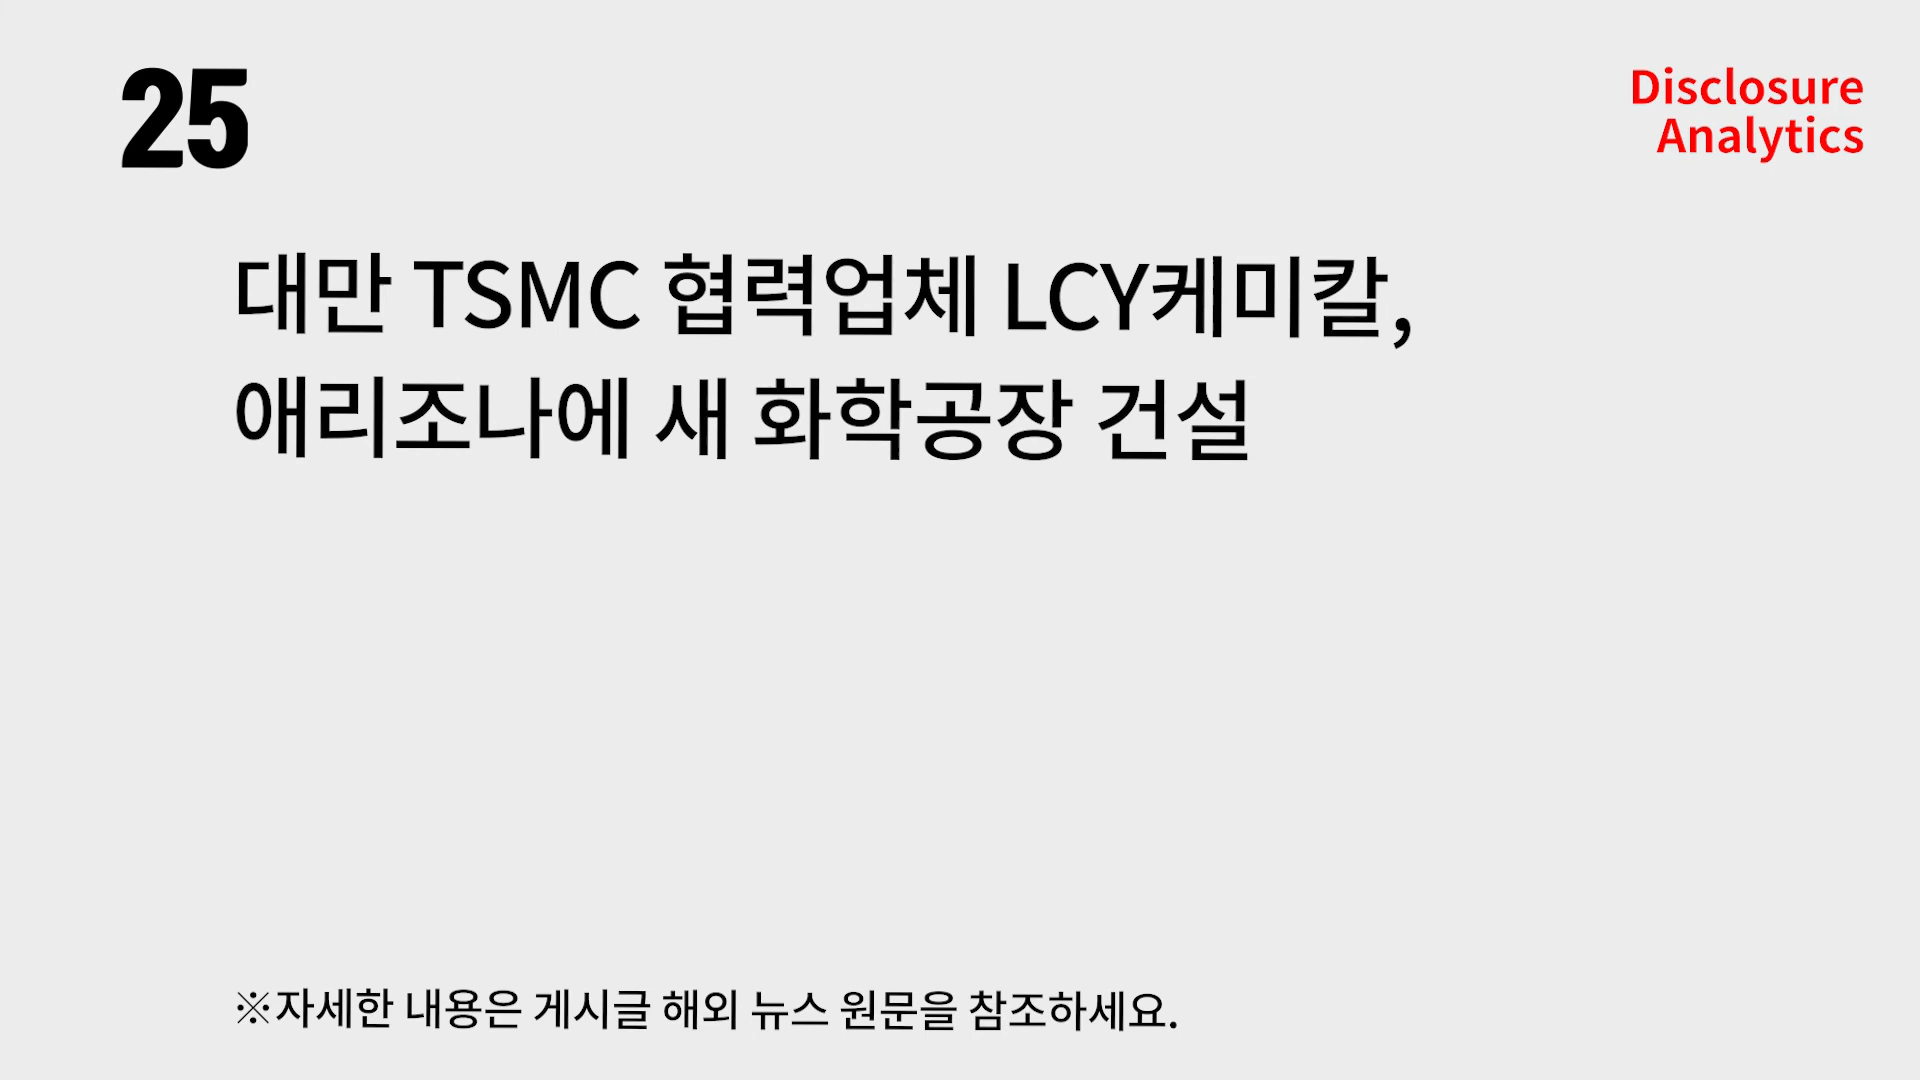 25
Disclosure
Analytics
대만 TSMC 협력업체 LCY케미칼,
애리조나에 새 화학공장 건설
※자세한 내용은 게시글 해외 뉴스 원문을 참조하세요.